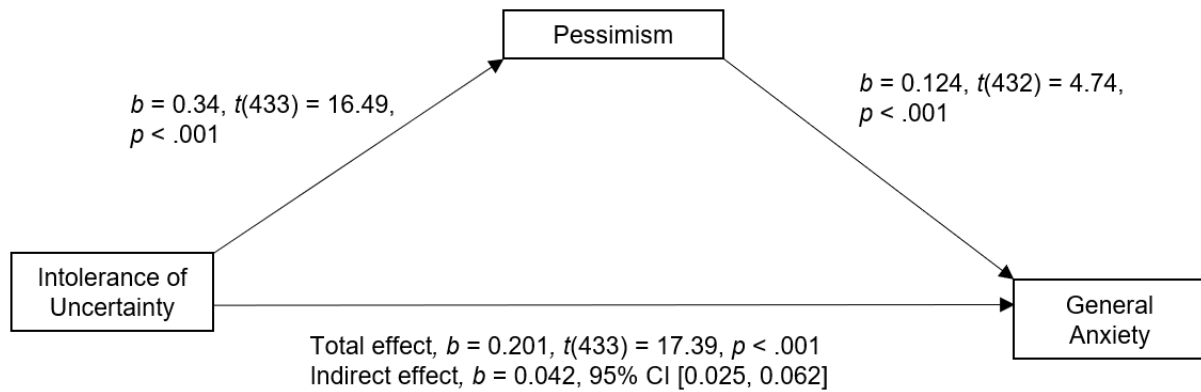 Pessimism
b = 0.34, t(433) = 16.49,
p < .001
b = 0.124, t(432) = 4.74,
p < .001
Intolerance of
Uncertainty
General
Anxiety
Total effect, b = 0.201, t(433) = 17.39, p < .001
Indirect effect, b = 0.042, 95% CI [0.025, 0.062]